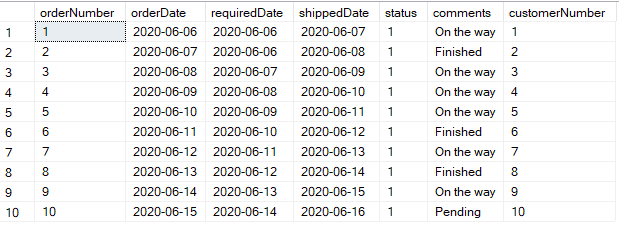 orderNumber orderDate requiredDate shippedDate status comments customerNumber
1 1 2020-06-06 2020-06-06 2020-06-07 1 On the way 1
2 2 2020-06-07 2020-06-06 2020-06-08 1 Finished 2
3 3 2020-06-08 2020-06-07 2020-06-09 1 On the way 3
4 4 2020-06-09 2020-06-08 2020-06-10 1 On the way 4
5 5 2020-06-10 2020-06-09 2020-06-11 1 On the way 5
6 6 2020-06-11 2020-06-10 2020-06-12 1 Finished 6
7 7 2020-06-12 2020-06-11 2020-06-13 1 On the way 7
8 8 2020-06-13 2020-06-12 2020-06-14 1 Finished 8
9 9 2020-06-14 2020-06-13 2020-06-15 1 On the way 9
10 10 2020-06-15 2020-06-14 2020-06-16 1 Pending 10